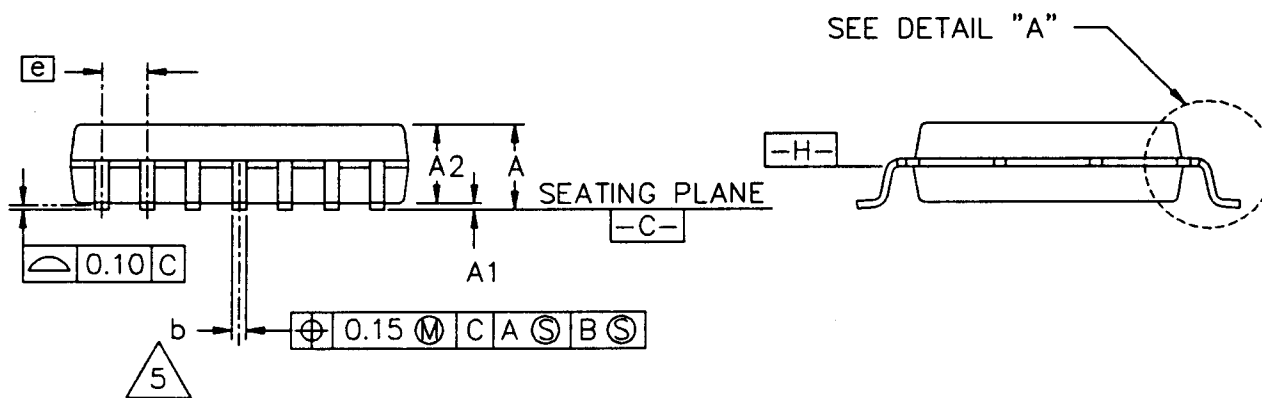 SEE DETAIL "A"
e
A2
A
-H-
SEATING PLANE
-C-
0.10 C
A1
b
⌖ 0.15 Ⓜ C A Ⓢ B Ⓢ
5